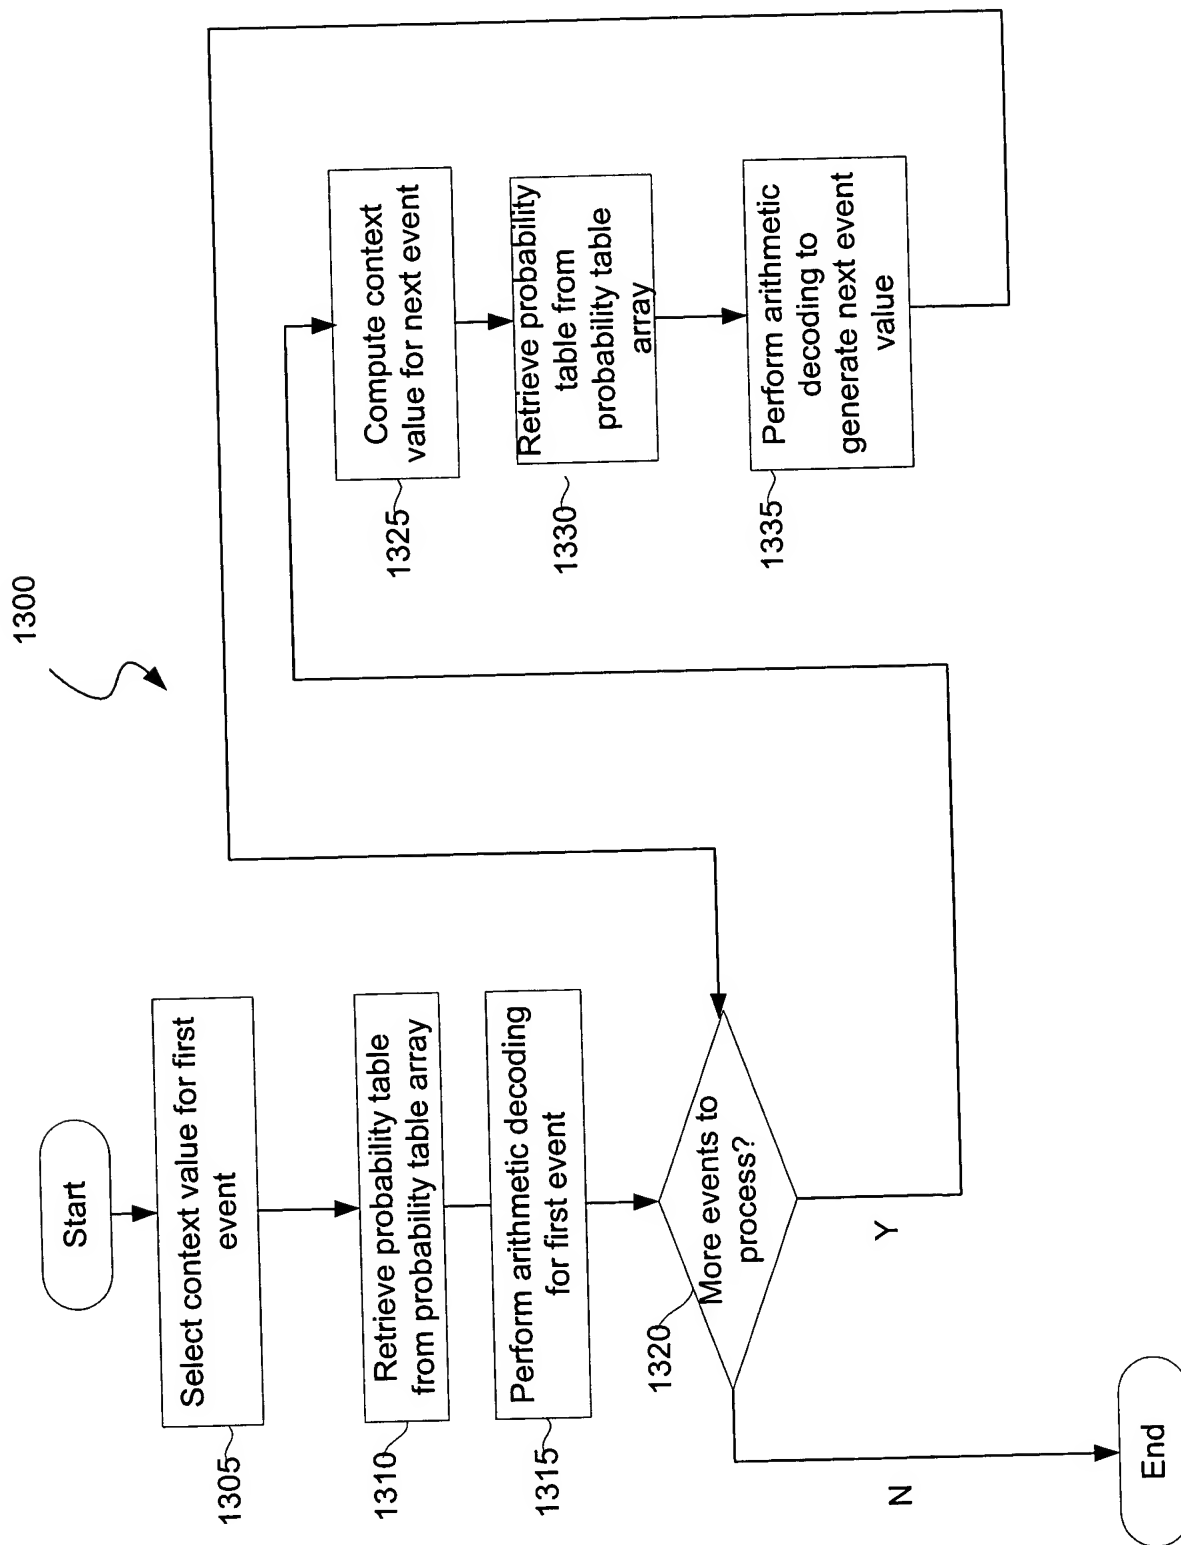 1300
Start
Select context value for first
event
1305
Retrieve probability table
from probability table array
1310
Perform arithmetic decoding
for first event
1315
More events to
process?
1320
Y
N
End
Compute context
value for next event
1325
Retrieve probability
table from
probability table
array
1330
Perform arithmetic
decoding to
generate next event
value
1335